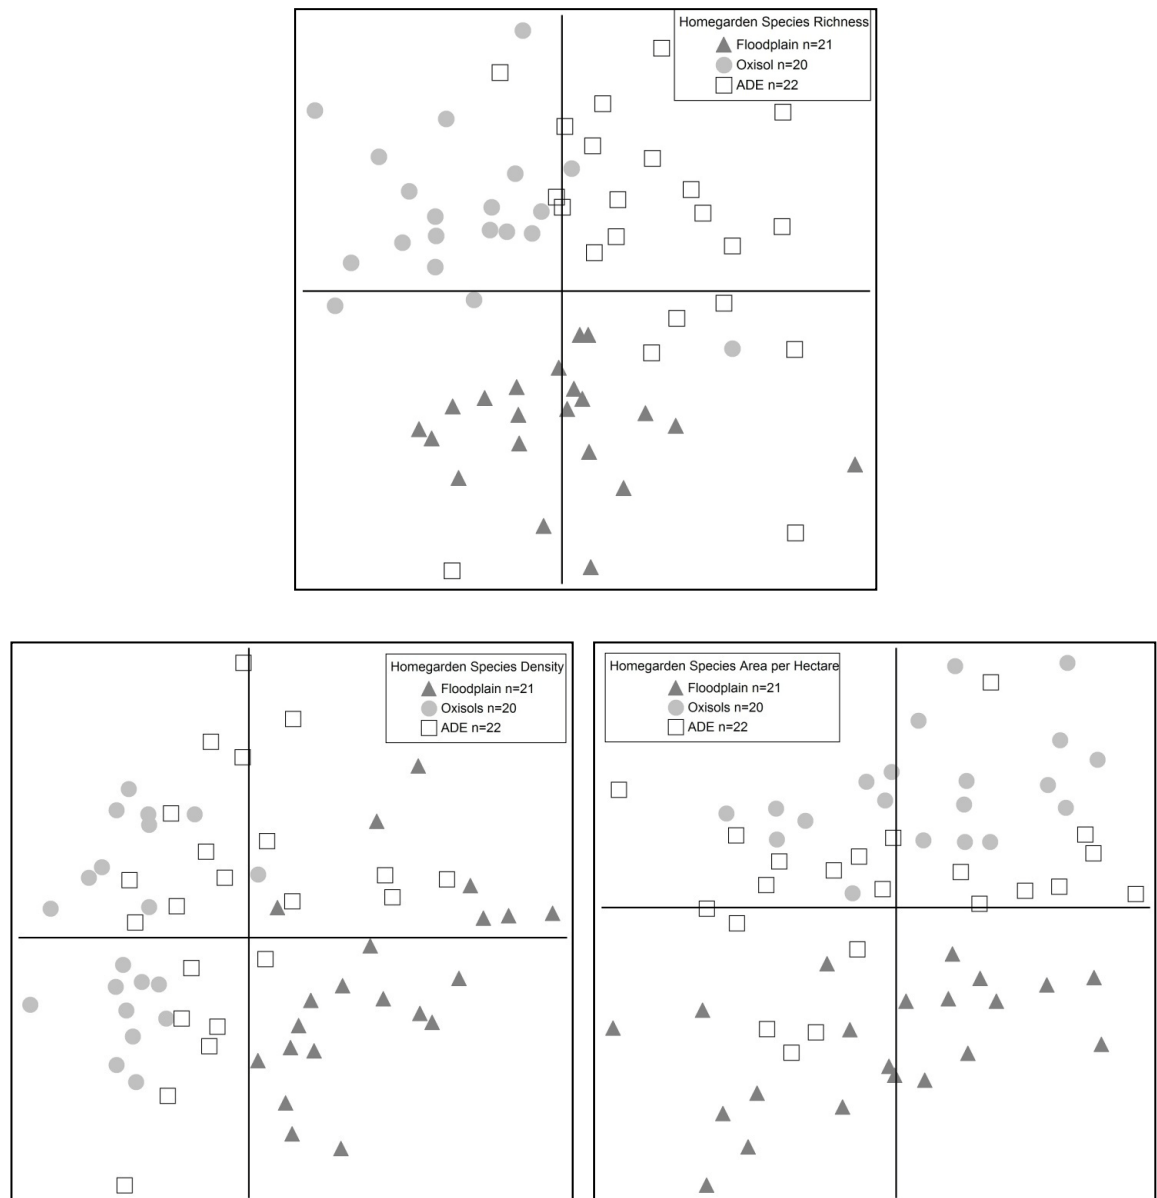 Homegarden Species Richness
Floodplain n=21
Oxisol n=20
ADE n=22
Homegarden Species Density
Floodplain n=21
Oxisols n=20
ADE n=22
Homegarden Species Area per Hectare
Floodplain n=21
Oxisols n=20
ADE n=22